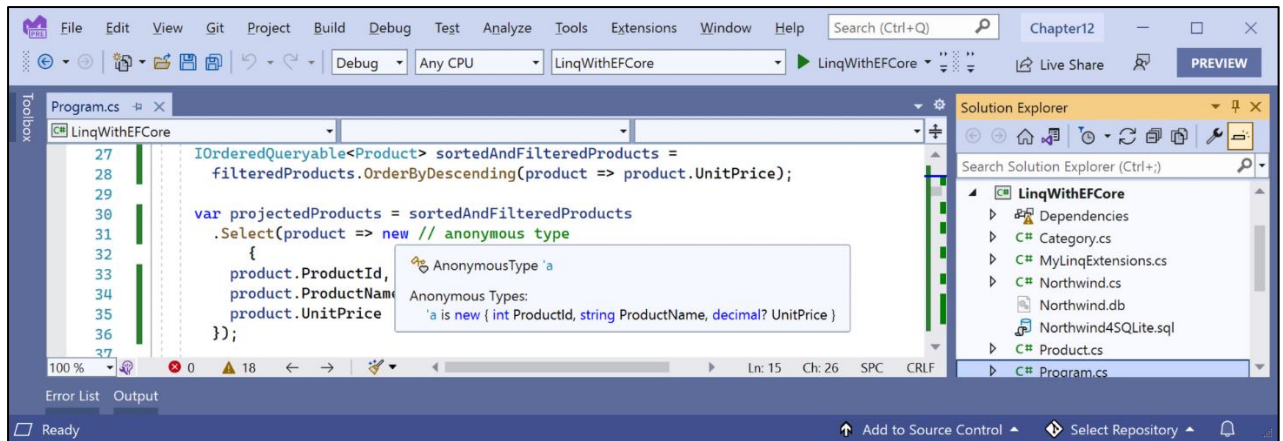 PRE File Edit View Git Project Build Debug Test Analyze Tools Extensions Window Help Search (Ctrl+Q) Chapter12
Debug Any CPU LinqWithEFCore LinqWithEFCore Live Share PREVIEW
Toolbox
Program.cs
C# LinqWithEFCore
27 IOrderedQueryable<Product> sortedAndFilteredProducts =
28 filteredProducts.OrderByDescending(product => product.UnitPrice);
29
30 var projectedProducts = sortedAndFilteredProducts
31 .Select(product => new // anonymous type
32 {
33 product.ProductId,
34 product.ProductName
35 product.UnitPrice
36 });
37
AnonymousType 'a
Anonymous Types:
'a is new { int ProductId, string ProductName, decimal? UnitPrice }
100 % 0 18 Ln: 15 Ch: 26 SPC CRLF
Solution Explorer
Search Solution Explorer (Ctrl+;)
C# LinqWithEFCore
Dependencies
C# Category.cs
C# MyLinqExtensions.cs
C# Northwind.cs
Northwind.db
Northwind4SQLite.sql
C# Product.cs
C# Program.cs
Error List Output
Ready Add to Source Control Select Repository